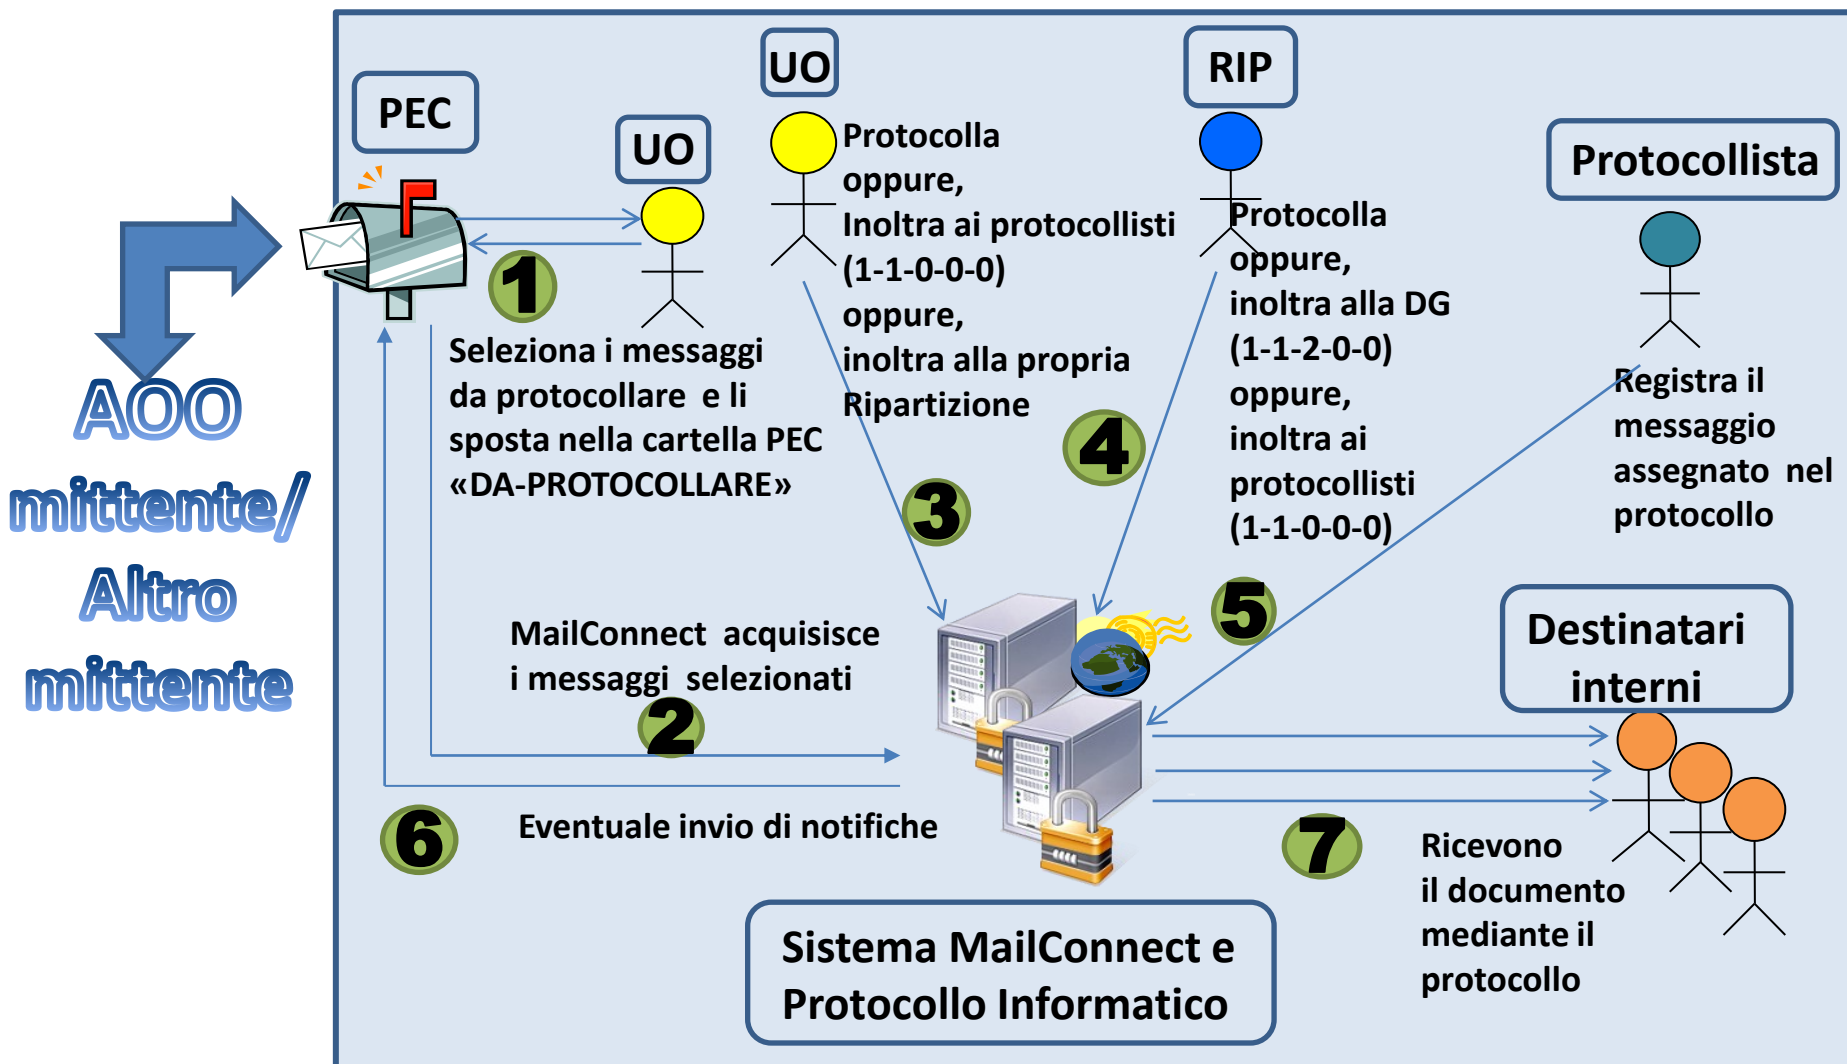 AOO
mittente/
Altro
mittente
PEC
UO
1
Seleziona i messaggi
da protocollare e li
sposta nella cartella PEC
«DA-PROTOCOLLARE»
UO
Protocolla
oppure,
Inoltra ai protocollisti
(1-1-0-0-0)
oppure,
inoltra alla propria
Ripartizione
3
RIP
Protocolla
oppure,
inoltra alla DG
(1-1-2-0-0)
oppure,
inoltra ai
protocollisti
(1-1-0-0-0)
4
Protocollista
Registra il
messaggio
assegnato nel
protocollo
5
MailConnect acquisisce
i messaggi selezionati
2
6
Eventuale invio di notifiche
Destinatari
interni
7
Ricevono
il documento
mediante il
protocollo
Sistema MailConnect e
Protocollo Informatico